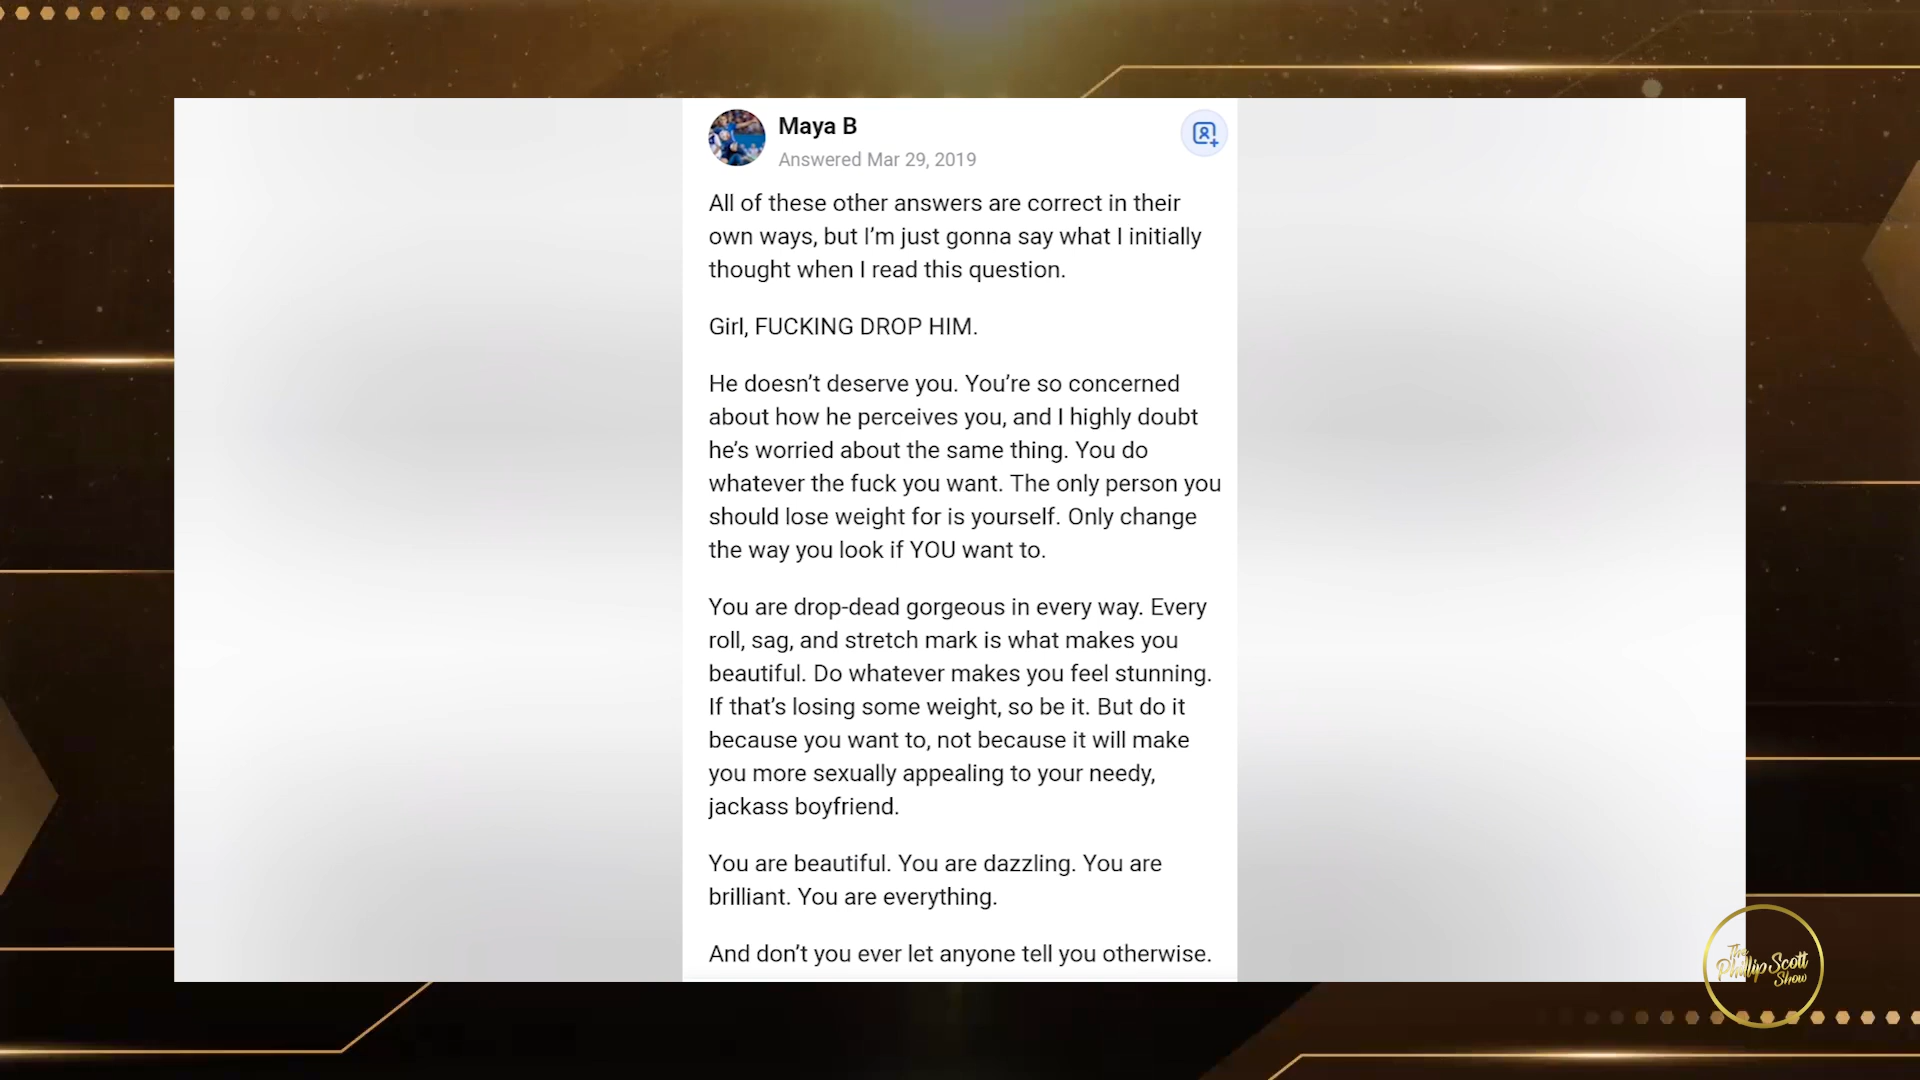 Maya B
Answered Mar 29, 2019
All of these other answers are correct in their
own ways, but I’m just gonna say what I initially
thought when I read this question.
Girl, FUCKING DROP HIM.
He doesn’t deserve you. You’re so concerned
about how he perceives you, and I highly doubt
he’s worried about the same thing. You do
whatever the fuck you want. The only person you
should lose weight for is yourself. Only change
the way you look if YOU want to.
You are drop-dead gorgeous in every way. Every
roll, sag, and stretch mark is what makes you
beautiful. Do whatever makes you feel stunning.
If that’s losing some weight, so be it. But do it
because you want to, not because it will make
you more sexually appealing to your needy,
jackass boyfriend.
You are beautiful. You are dazzling. You are
brilliant. You are everything.
And don’t you ever let anyone tell you otherwise.
The
Phillip Scott
Show